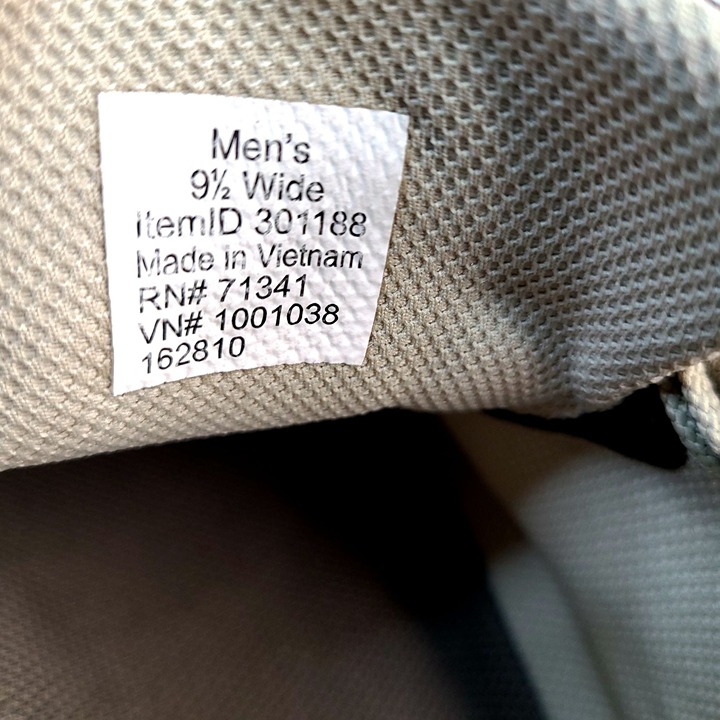 Men's
9½ Wide
ItemID 301188
Made in Vietnam
RN# 71341
VN# 1001038
162810